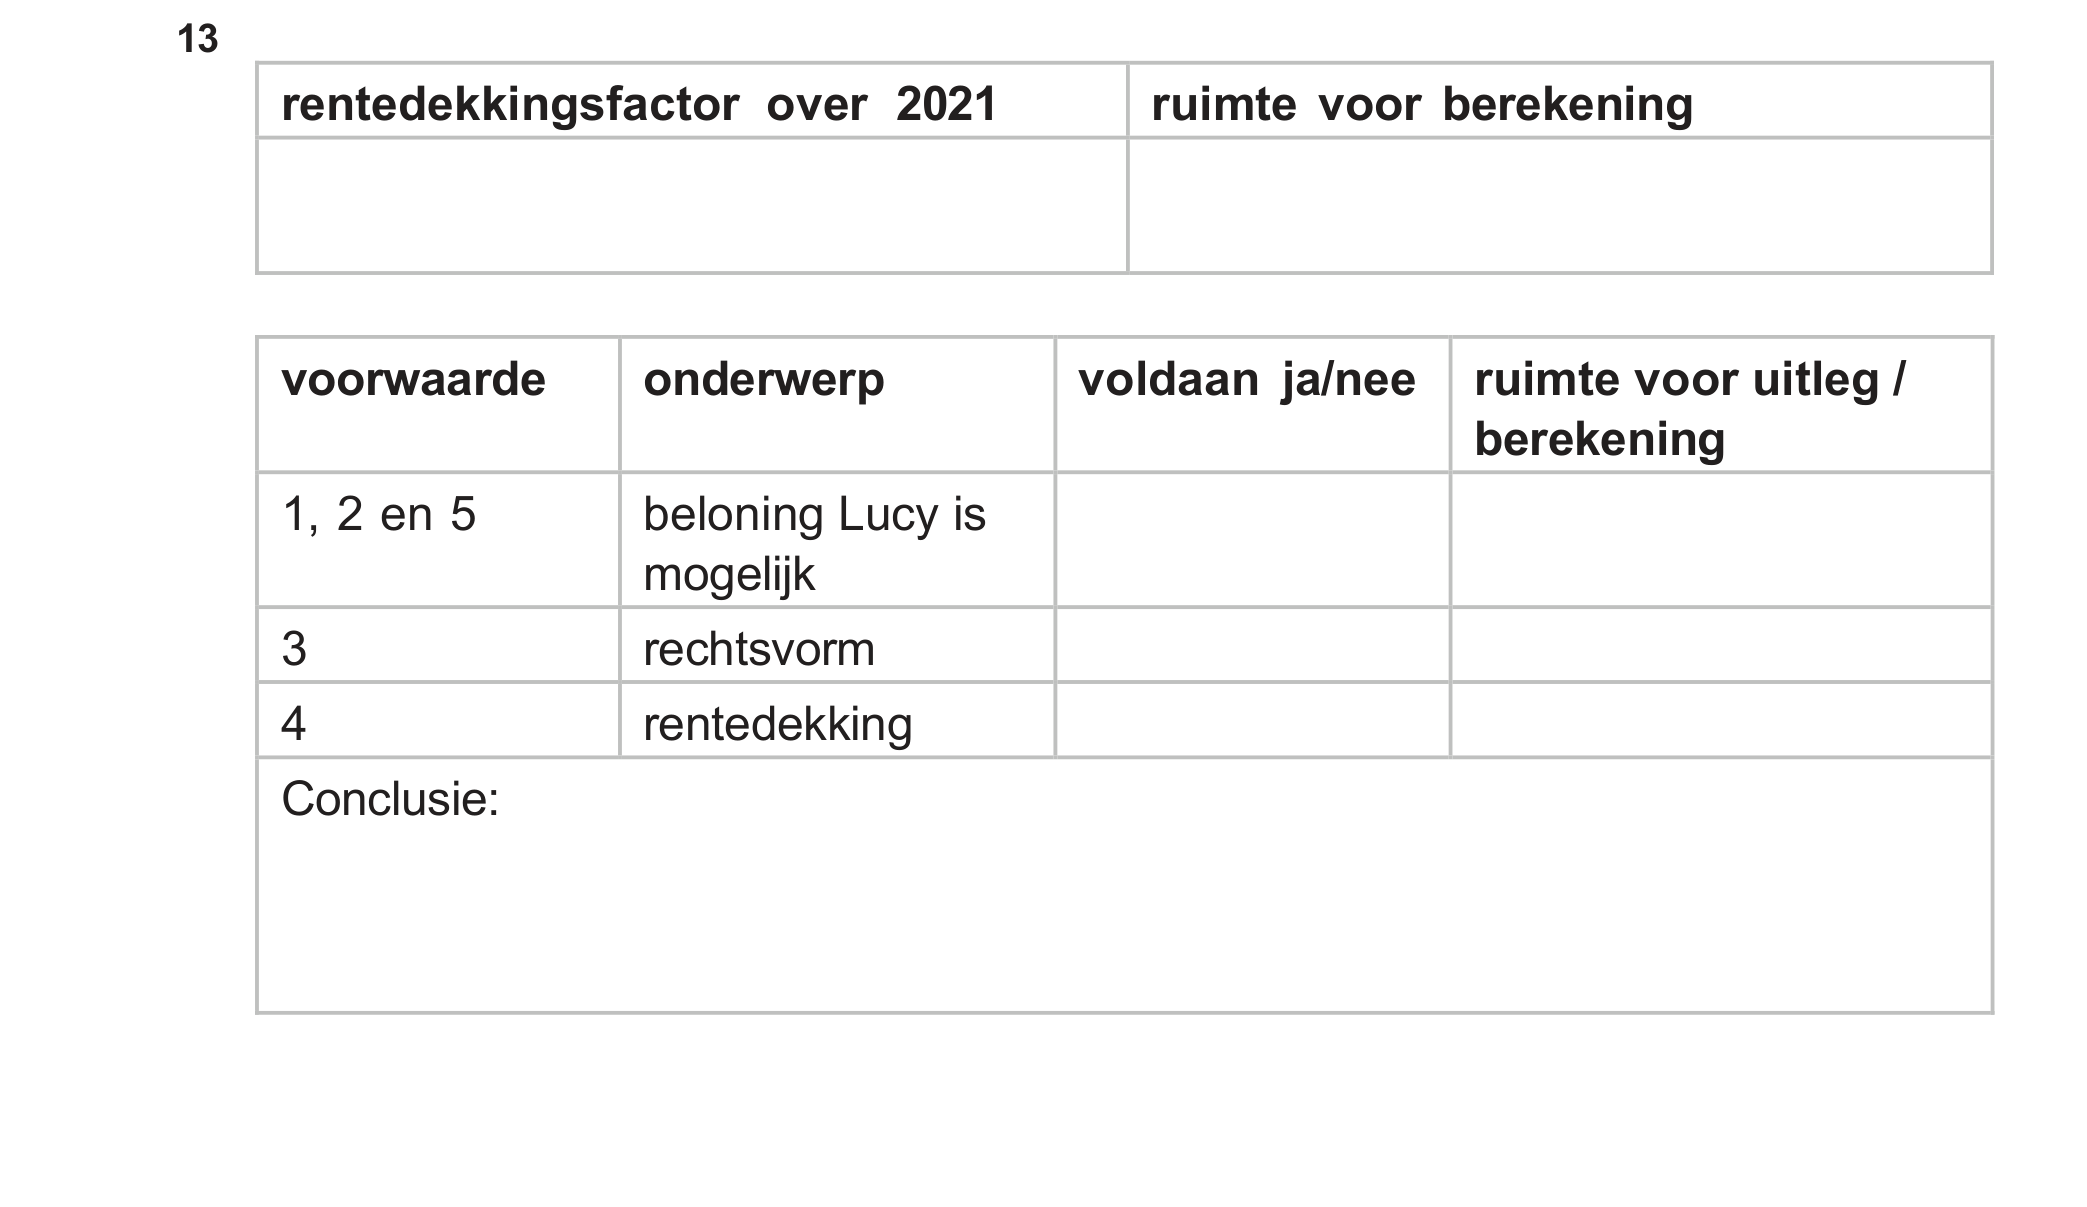 13
rentedekkingsfactor over 2021 ruimte voor berekening
voorwaarde onderwerp voldaan ja/nee ruimte voor uitleg /
berekening
1, 2 en 5 beloning Lucy is
mogelijk
3 rechtsvorm
4 rentedekking
Conclusie: